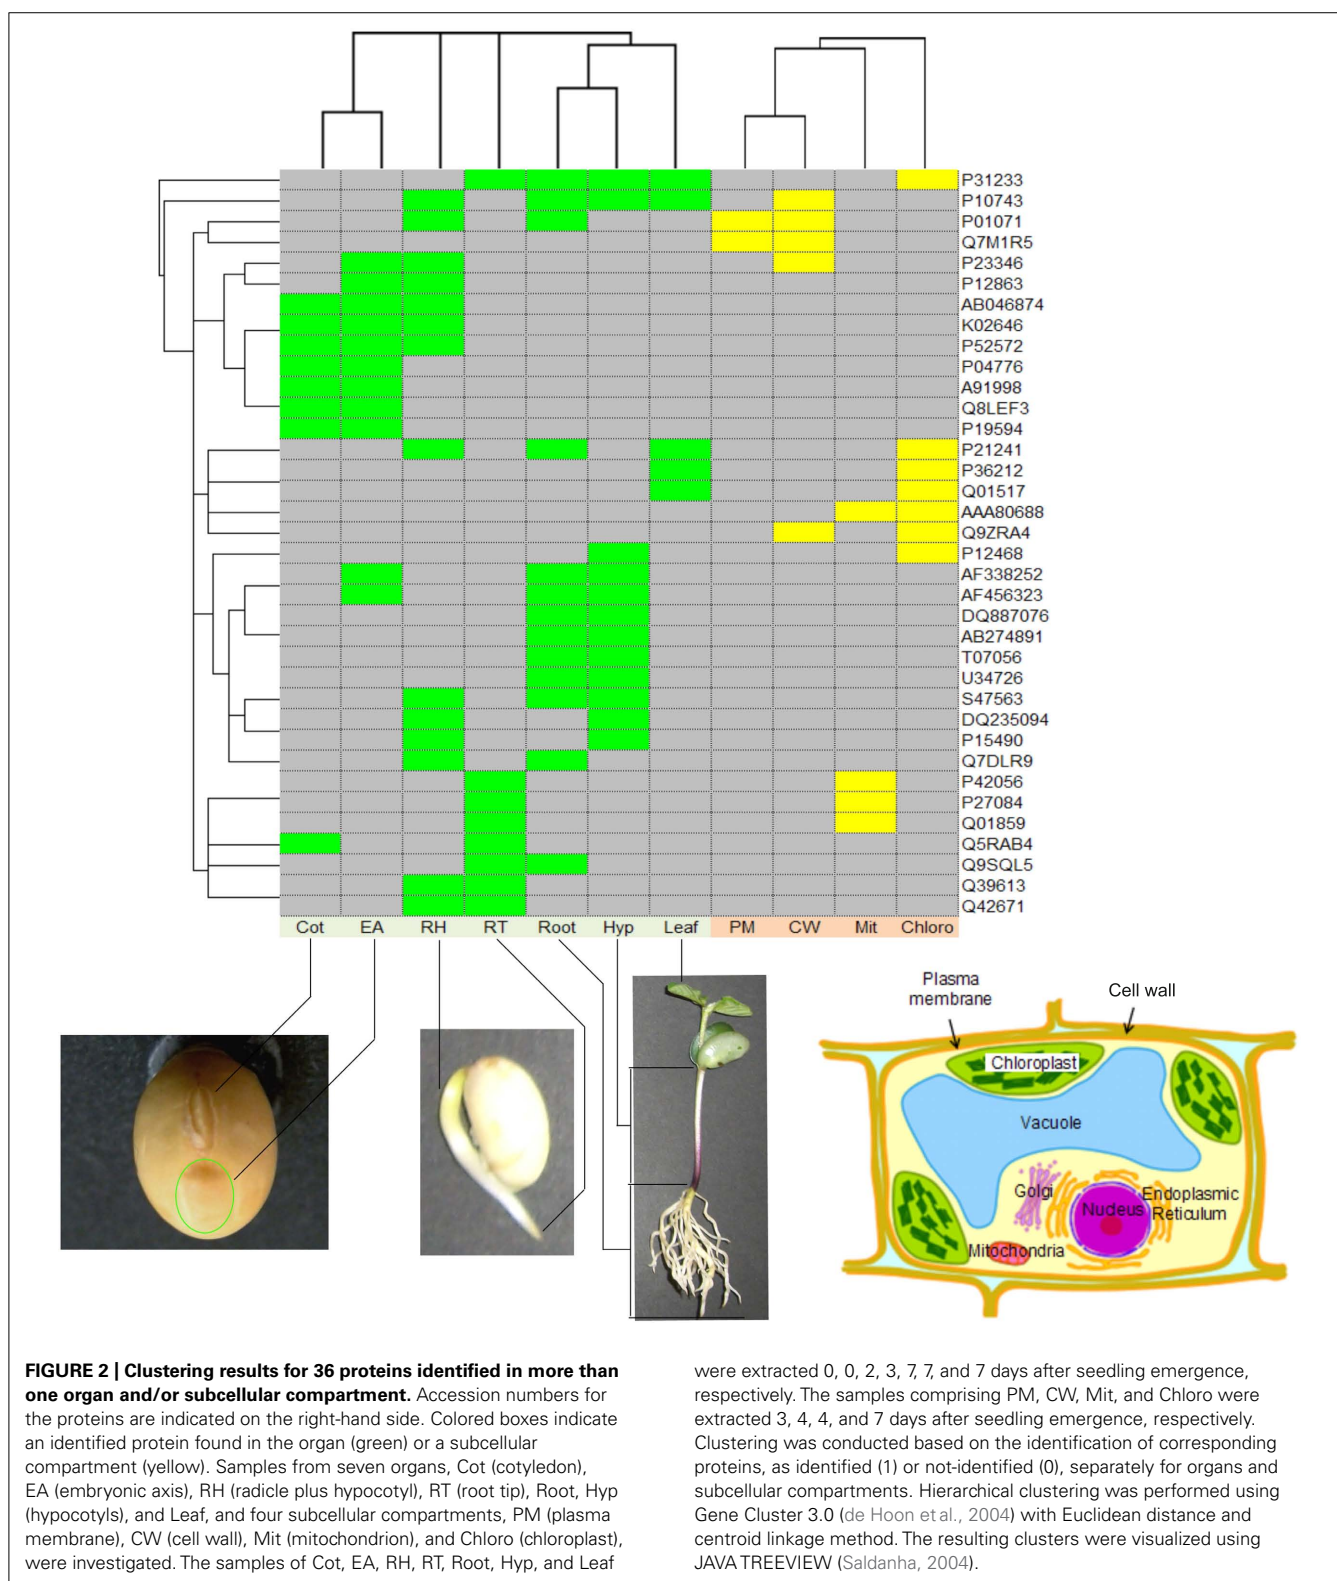 P31233
P10743
P01071
Q7M1R5
P23346
P12863
AB046874
K02646
P52572
P04776
A91998
Q8LEF3
P19594
P21241
P36212
Q01517
AAA80688
Q9ZRA4
P12468
AF338252
AF456323
DQ887076
AB274891
T07056
U34726
S47563
DQ235094
P15490
Q7DLR9
P42056
P27084
Q01859
Q5RAB4
Q9SQL5
Q39613
Q42671
Cot EA RH RT Root Hyp Leaf PM CW Mit Chloro
Plasma
membrane
Cell wall
Chloroplast
Vacuole
Golgi
Nucleus
Endoplasmic
Reticulum
Mitochondria
FIGURE 2 | Clustering results for 36 proteins identified in more than
one organ and/or subcellular compartment. Accession numbers for
the proteins are indicated on the right-hand side. Colored boxes indicate
an identified protein found in the organ (green) or a subcellular
compartment (yellow). Samples from seven organs, Cot (cotyledon),
EA (embryonic axis), RH (radicle plus hypocotyl), RT (root tip), Root, Hyp
(hypocotyls), and Leaf, and four subcellular compartments, PM (plasma
membrane), CW (cell wall), Mit (mitochondrion), and Chloro (chloroplast),
were investigated. The samples of Cot, EA, RH, RT, Root, Hyp, and Leaf
were extracted 0, 0, 2, 3, 7, 7, and 7 days after seedling emergence,
respectively. The samples comprising PM, CW, Mit, and Chloro were
extracted 3, 4, 4, and 7 days after seedling emergence, respectively.
Clustering was conducted based on the identification of corresponding
proteins, as identified (1) or not-identified (0), separately for organs and
subcellular compartments. Hierarchical clustering was performed using
Gene Cluster 3.0 (de Hoon et al., 2004) with Euclidean distance and
centroid linkage method. The resulting clusters were visualized using
JAVA TREEVIEW (Saldanha, 2004).